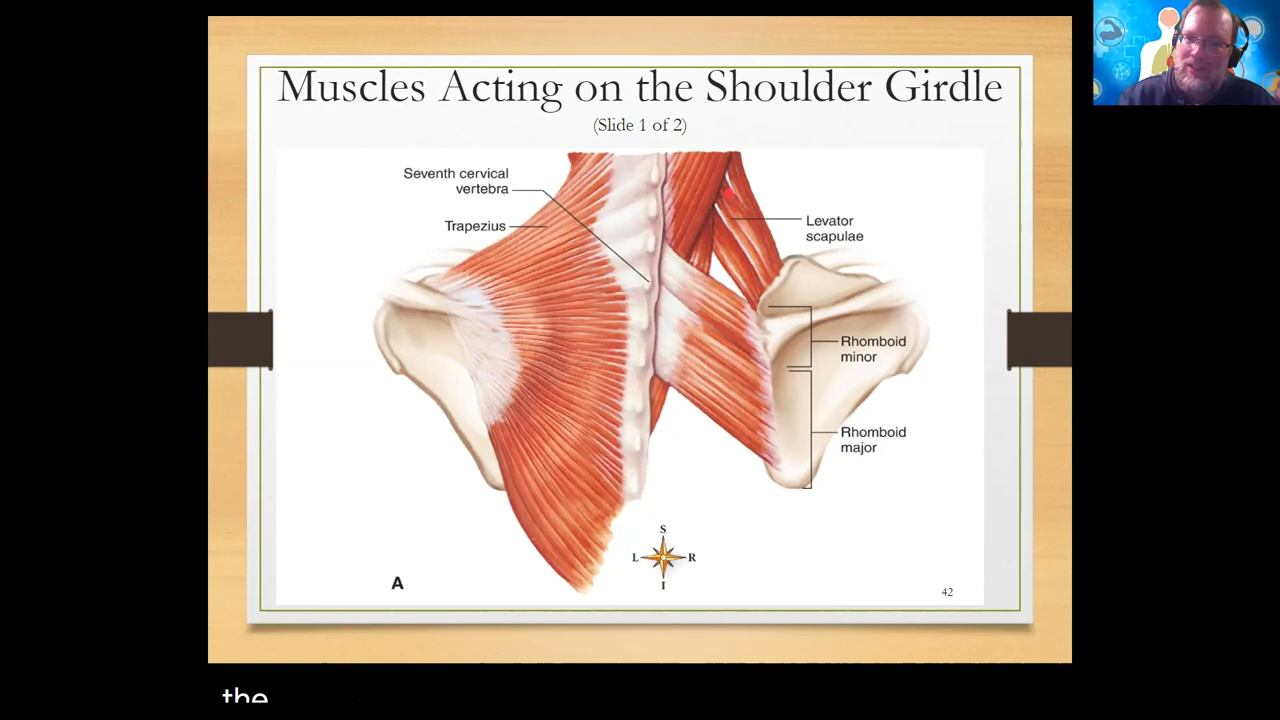 Muscles Acting on the Shoulder Girdle
(Slide 1 of 2)
Seventh cervical
vertebra
Trapezius
Levator
scapulae
Rhomboid
minor
Rhomboid
major
S
L R
I
A
42
the